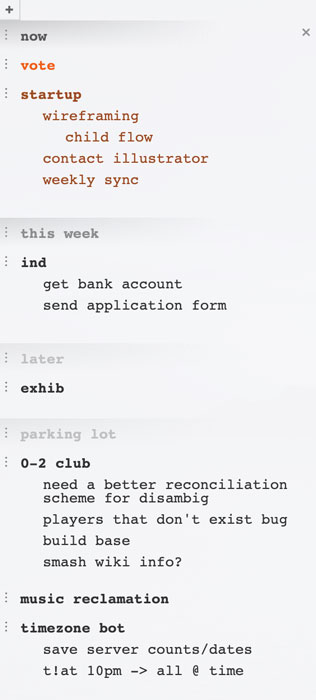 +
now
×
vote
startup
wireframing
child flow
contact illustrator
weekly sync
this week
ind
get bank account
send application form
later
exhib
parking lot
0-2 club
need a better reconciliation
scheme for disambig
players that don't exist bug
build base
smash wiki info?
music reclamation
timezone bot
save server counts/dates
t!at 10pm -> all @ time